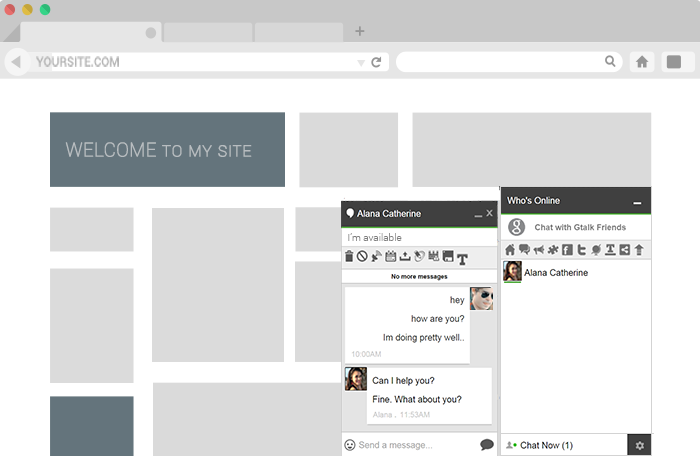 YOURSITE.COM
WELCOME TO MY SITE
Alana Catherine
I'm available
No more messages
hey
how are you?
Im doing pretty well..
10:00AM
Can I help you?
Fine. What about you?
Alana . 11:53AM
Send a message...
Who's Online
Chat with Gtalk Friends
Alana Catherine
Chat Now (1)